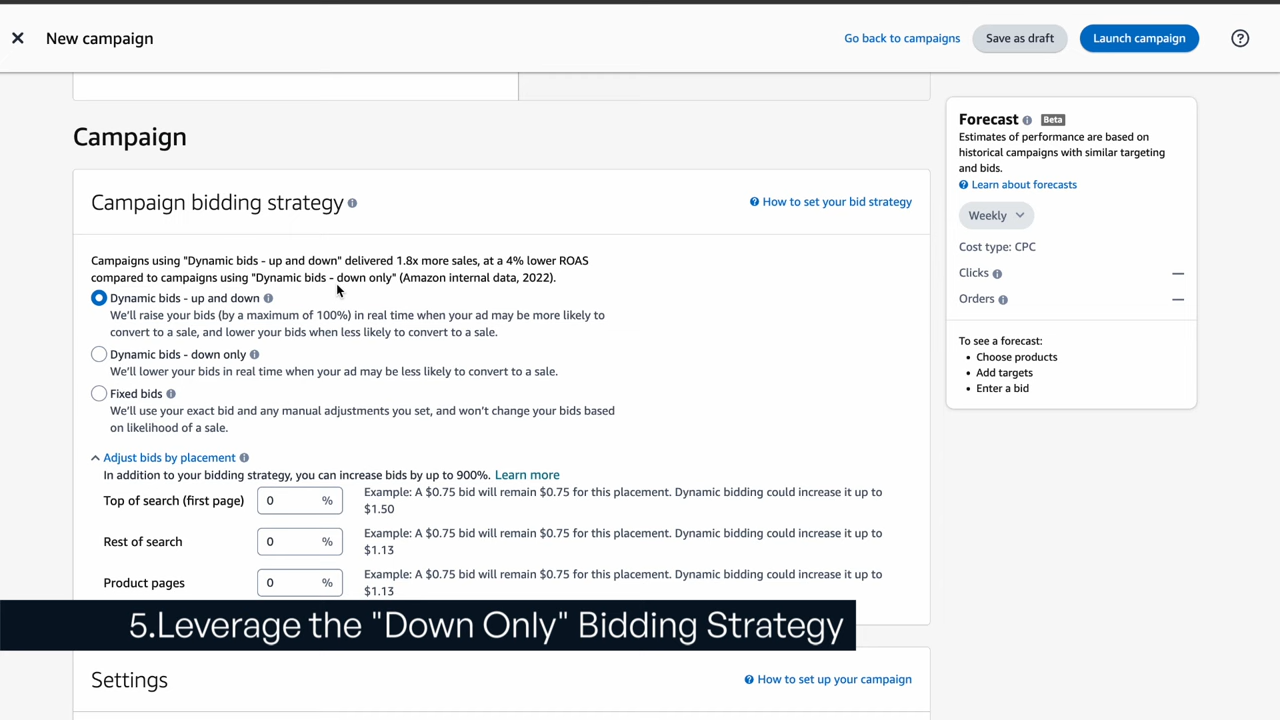 New campaign
Go back to campaigns
Save as draft
Launch campaign
Campaign
Campaign bidding strategy
How to set your bid strategy
Campaigns using "Dynamic bids - up and down" delivered 1.8x more sales, at a 4% lower ROAS
compared to campaigns using "Dynamic bids - down only" (Amazon internal data, 2022).
Dynamic bids - up and down
We'll raise your bids (by a maximum of 100%) in real time when your ad may be more likely to
convert to a sale, and lower your bids when less likely to convert to a sale.
Dynamic bids - down only
We'll lower your bids in real time when your ad may be less likely to convert to a sale.
Fixed bids
We'll use your exact bid and any manual adjustments you set, and won't change your bids based
on likelihood of a sale.
Adjust bids by placement
In addition to your bidding strategy, you can increase bids by up to 900%. Learn more
Top of search (first page)
0 %
Example: A $0.75 bid will remain $0.75 for this placement. Dynamic bidding could increase it up to
$1.50
Rest of search
0 %
Example: A $0.75 bid will remain $0.75 for this placement. Dynamic bidding could increase it up to
$1.13
Product pages
0 %
Example: A $0.75 bid will remain $0.75 for this placement. Dynamic bidding could increase it up to
$1.13
5.Leverage the "Down Only" Bidding Strategy
Settings
How to set up your campaign
Forecast
Beta
Estimates of performance are based on
historical campaigns with similar targeting
and bids.
Learn about forecasts
Weekly
Cost type: CPC
Clicks —
Orders —
To see a forecast:
• Choose products
• Add targets
• Enter a bid